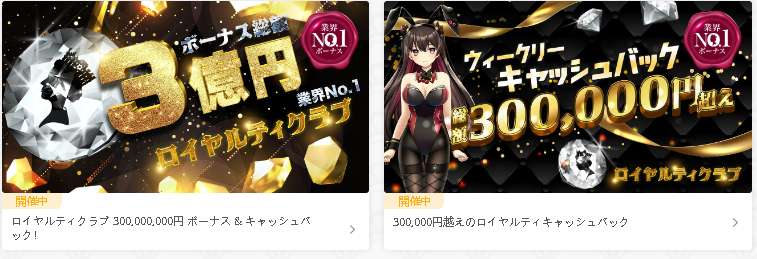 ボーナス総額
3億円
業界No.1
ロイヤルティクラブ
業界
NO.1
ボーナス
開催中
ロイヤルティクラブ 300,000,000円 ボーナス & キャッシュバ
ック!
ウィークリー
キャッシュバック
総額300,000円越え
ロイヤルティクラブ
業界
NO.1
ボーナス
開催中
300,000円越えのロイヤルティキャッシュバック